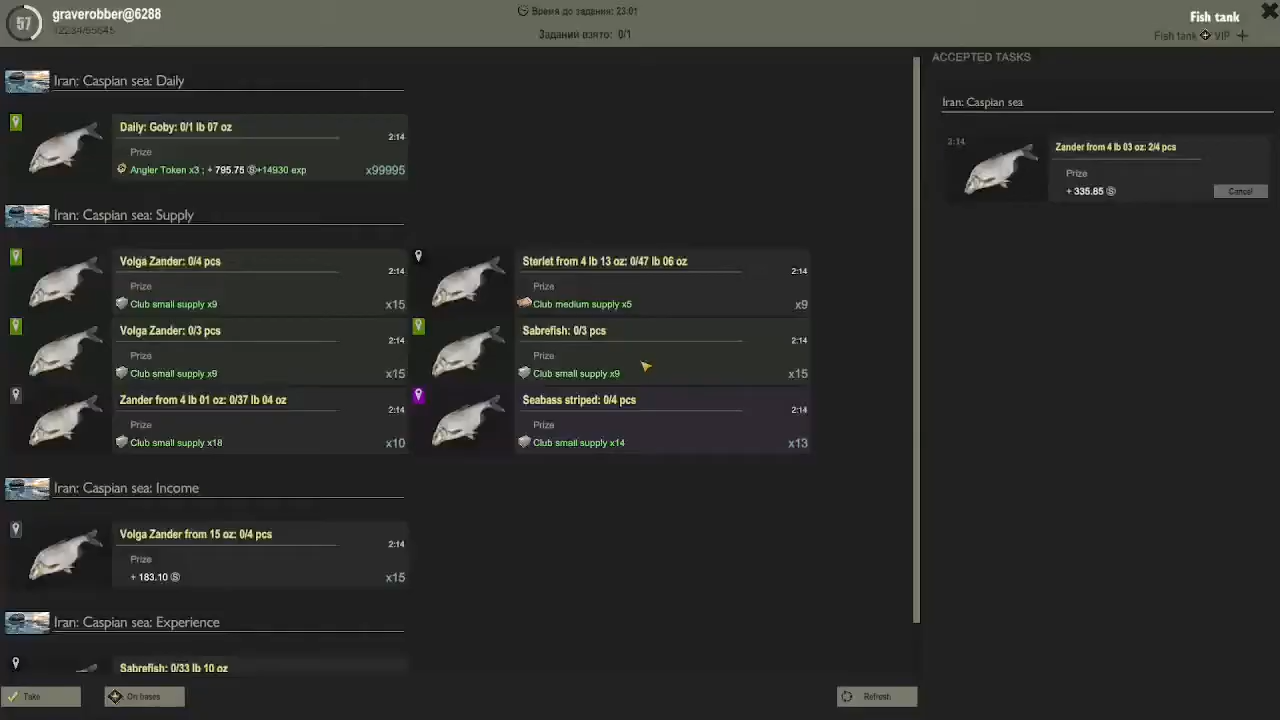 57
graverobber@6288
Время до задания: 23:01
Заданий взято: 0/1
Fish tank
Fish tank VIP
Iran: Caspian sea: Daily
Daily: Goby: 0/1 lb 07 oz
2:14
Prize
Angler Token x3 ; + 795.75 +14930 exp
x99995
Iran: Caspian sea: Supply
Volga Zander: 0/4 pcs
2:14
Prize
Club small supply x9
x15
Sterlet from 4 lb 13 oz: 0/47 lb 06 oz
2:14
Prize
Club medium supply x5
x9
Volga Zander: 0/3 pcs
2:14
Prize
Club small supply x9
x15
Sabrefish: 0/3 pcs
2:14
Prize
Club small supply x9
x15
Zander from 4 lb 01 oz: 0/37 lb 04 oz
2:14
Prize
Club small supply x18
x10
Seabass striped: 0/4 pcs
2:14
Prize
Club small supply x14
x13
Iran: Caspian sea: Income
Volga Zander from 15 oz: 0/4 pcs
2:14
Prize
+ 183.10 Ⓢ
x15
Iran: Caspian sea: Experience
Sabrefish: 0/33 lb 10 oz
Take
On bases
Refresh
ACCEPTED TASKS
Iran: Caspian sea
2:14
Zander from 4 lb 03 oz: 2/4 pcs
Prize
+ 335.85 Ⓢ
Cancel